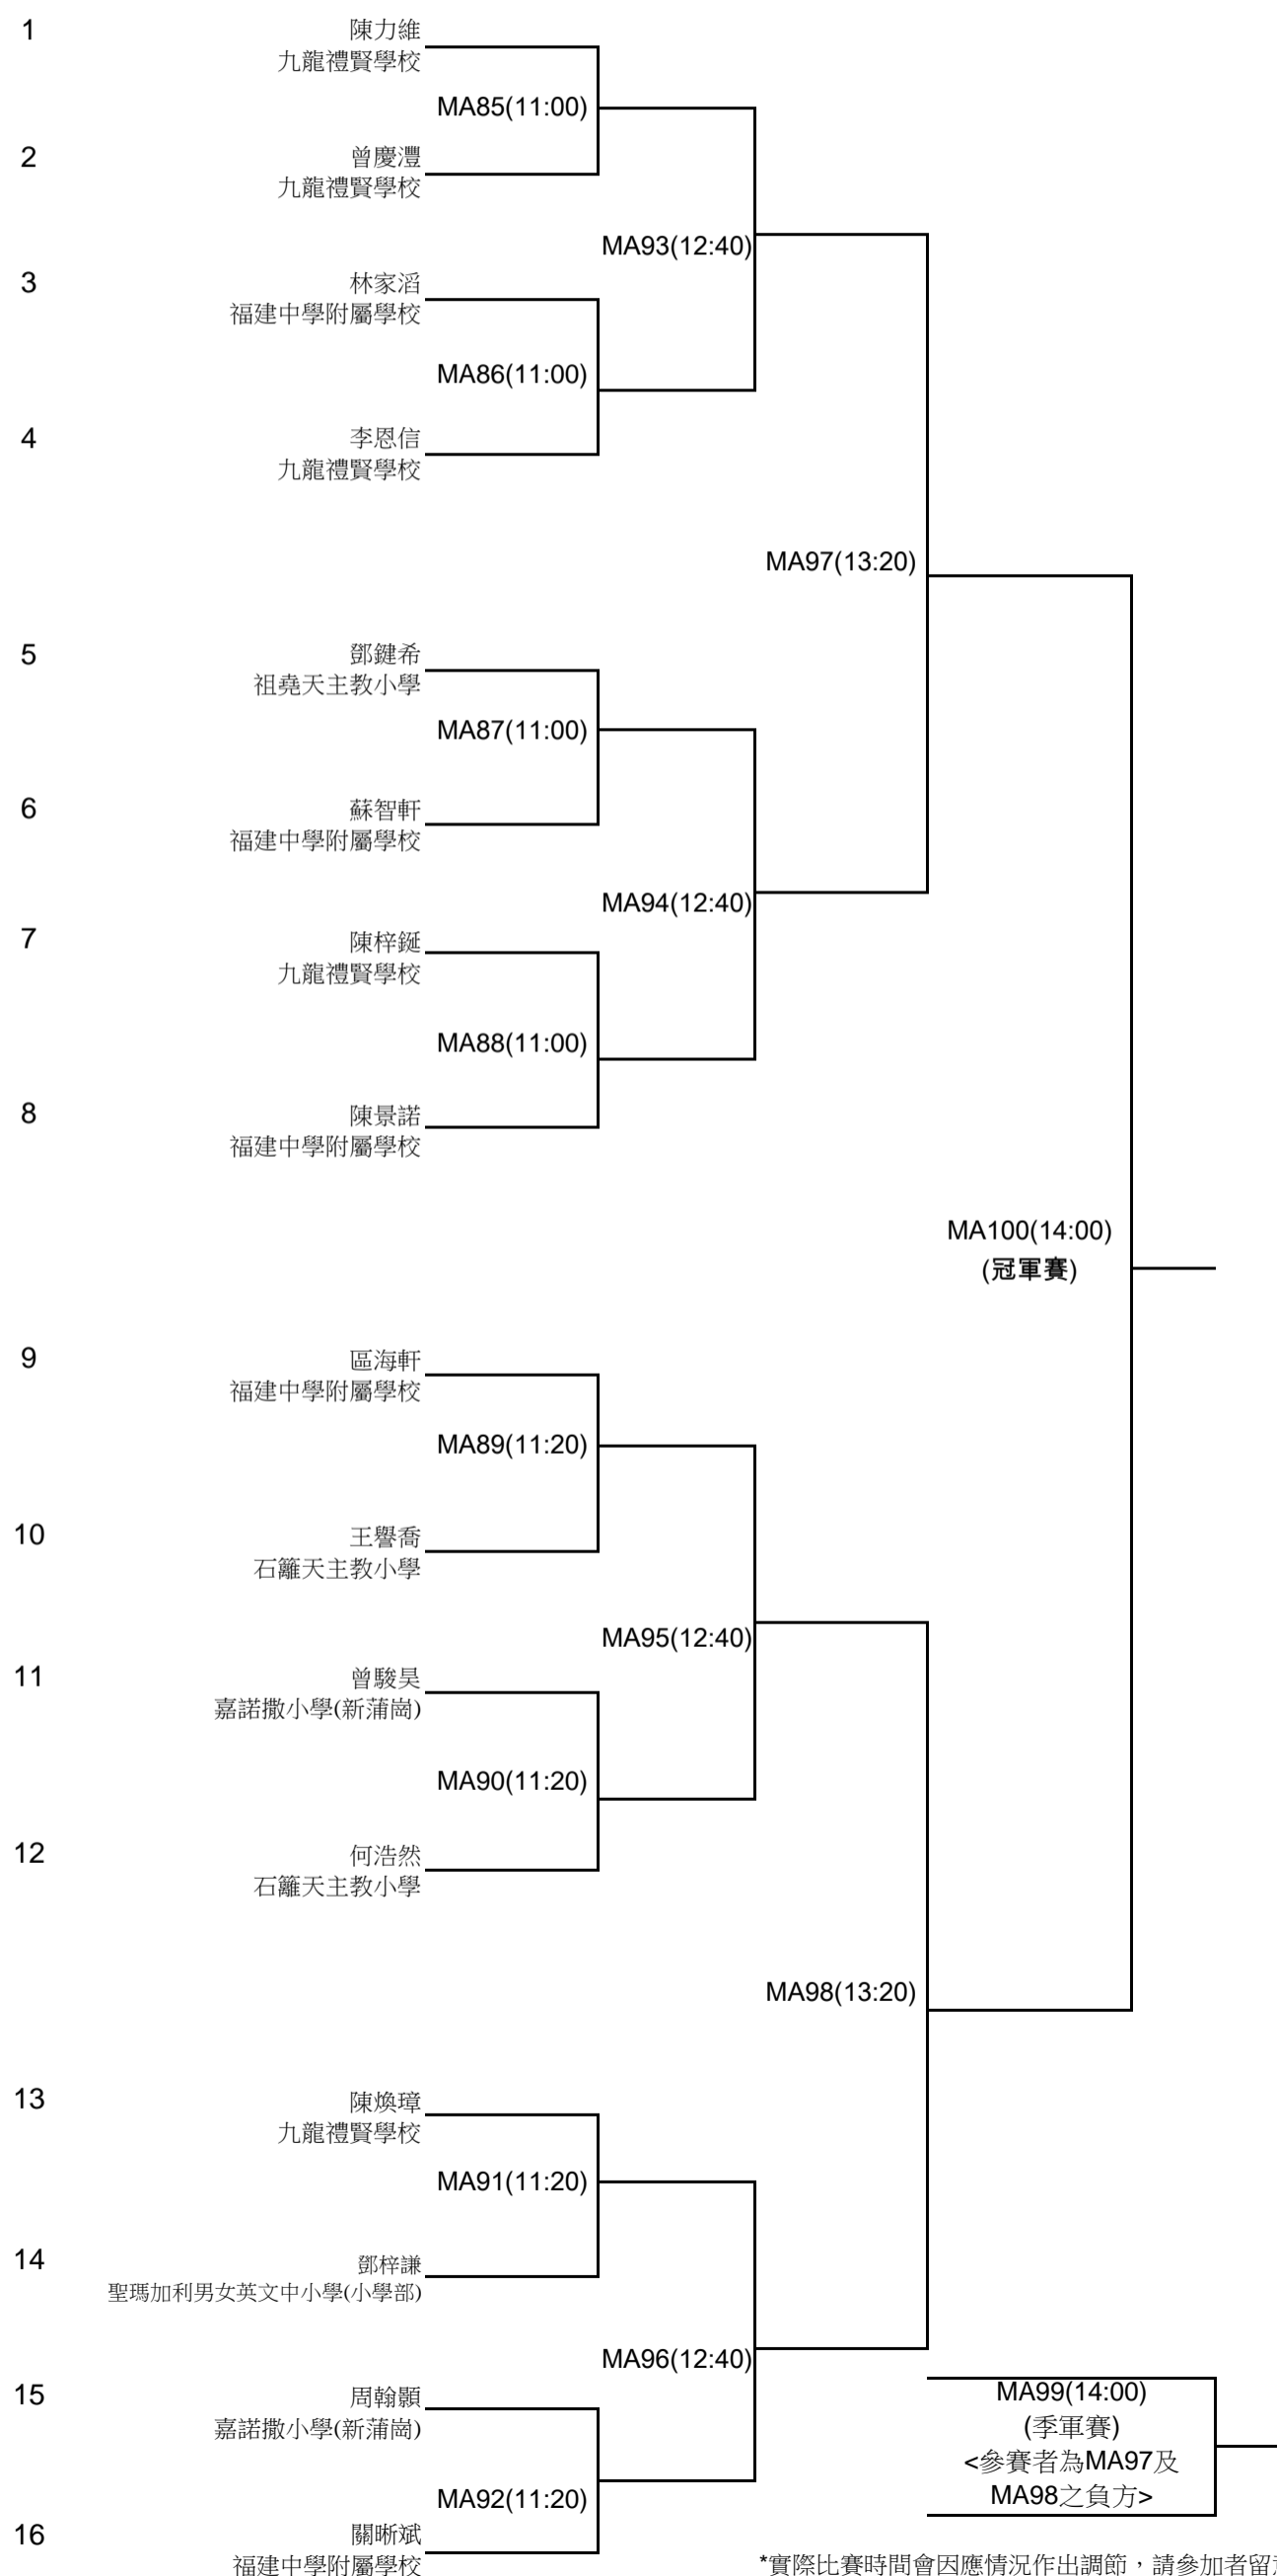 1
陳力維
九龍禮賢學校
MA85(11:00)
2
曾慶灃
九龍禮賢學校
MA93(12:40)
3
林家滔
福建中學附屬學校
MA86(11:00)
4
李恩信
九龍禮賢學校
MA97(13:20)
5
鄧鍵希
祖堯天主教小學
MA87(11:00)
6
蘇智軒
福建中學附屬學校
MA94(12:40)
7
陳梓鋋
九龍禮賢學校
MA88(11:00)
8
陳景諾
福建中學附屬學校
MA100(14:00)
(冠軍賽)
9
區海軒
福建中學附屬學校
MA89(11:20)
10
王譽喬
石籬天主教小學
MA95(12:40)
11
曾駿昊
嘉諾撒小學(新蒲崗)
MA90(11:20)
12
何浩然
石籬天主教小學
MA98(13:20)
13
陳煥璋
九龍禮賢學校
MA91(11:20)
14
鄧梓謙
聖瑪加利男女英文中小學(小學部)
MA96(12:40)
15
周翰顥
嘉諾撒小學(新蒲崗)
MA99(14:00)
(季軍賽)
<參賽者為MA97及
MA98之負方>
MA92(11:20)
16
關晰斌
福建中學附屬學校
*實際比賽時間會因應情況作出調節，請參加者留